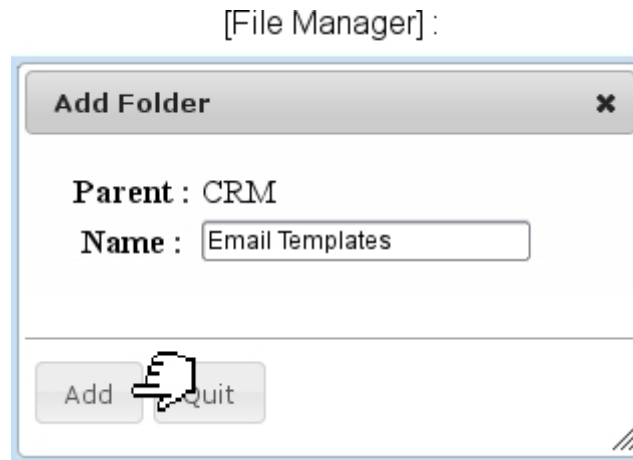 [File Manager] :
Add Folder
Parent : CRM
Name : Email Templates
Add Quit